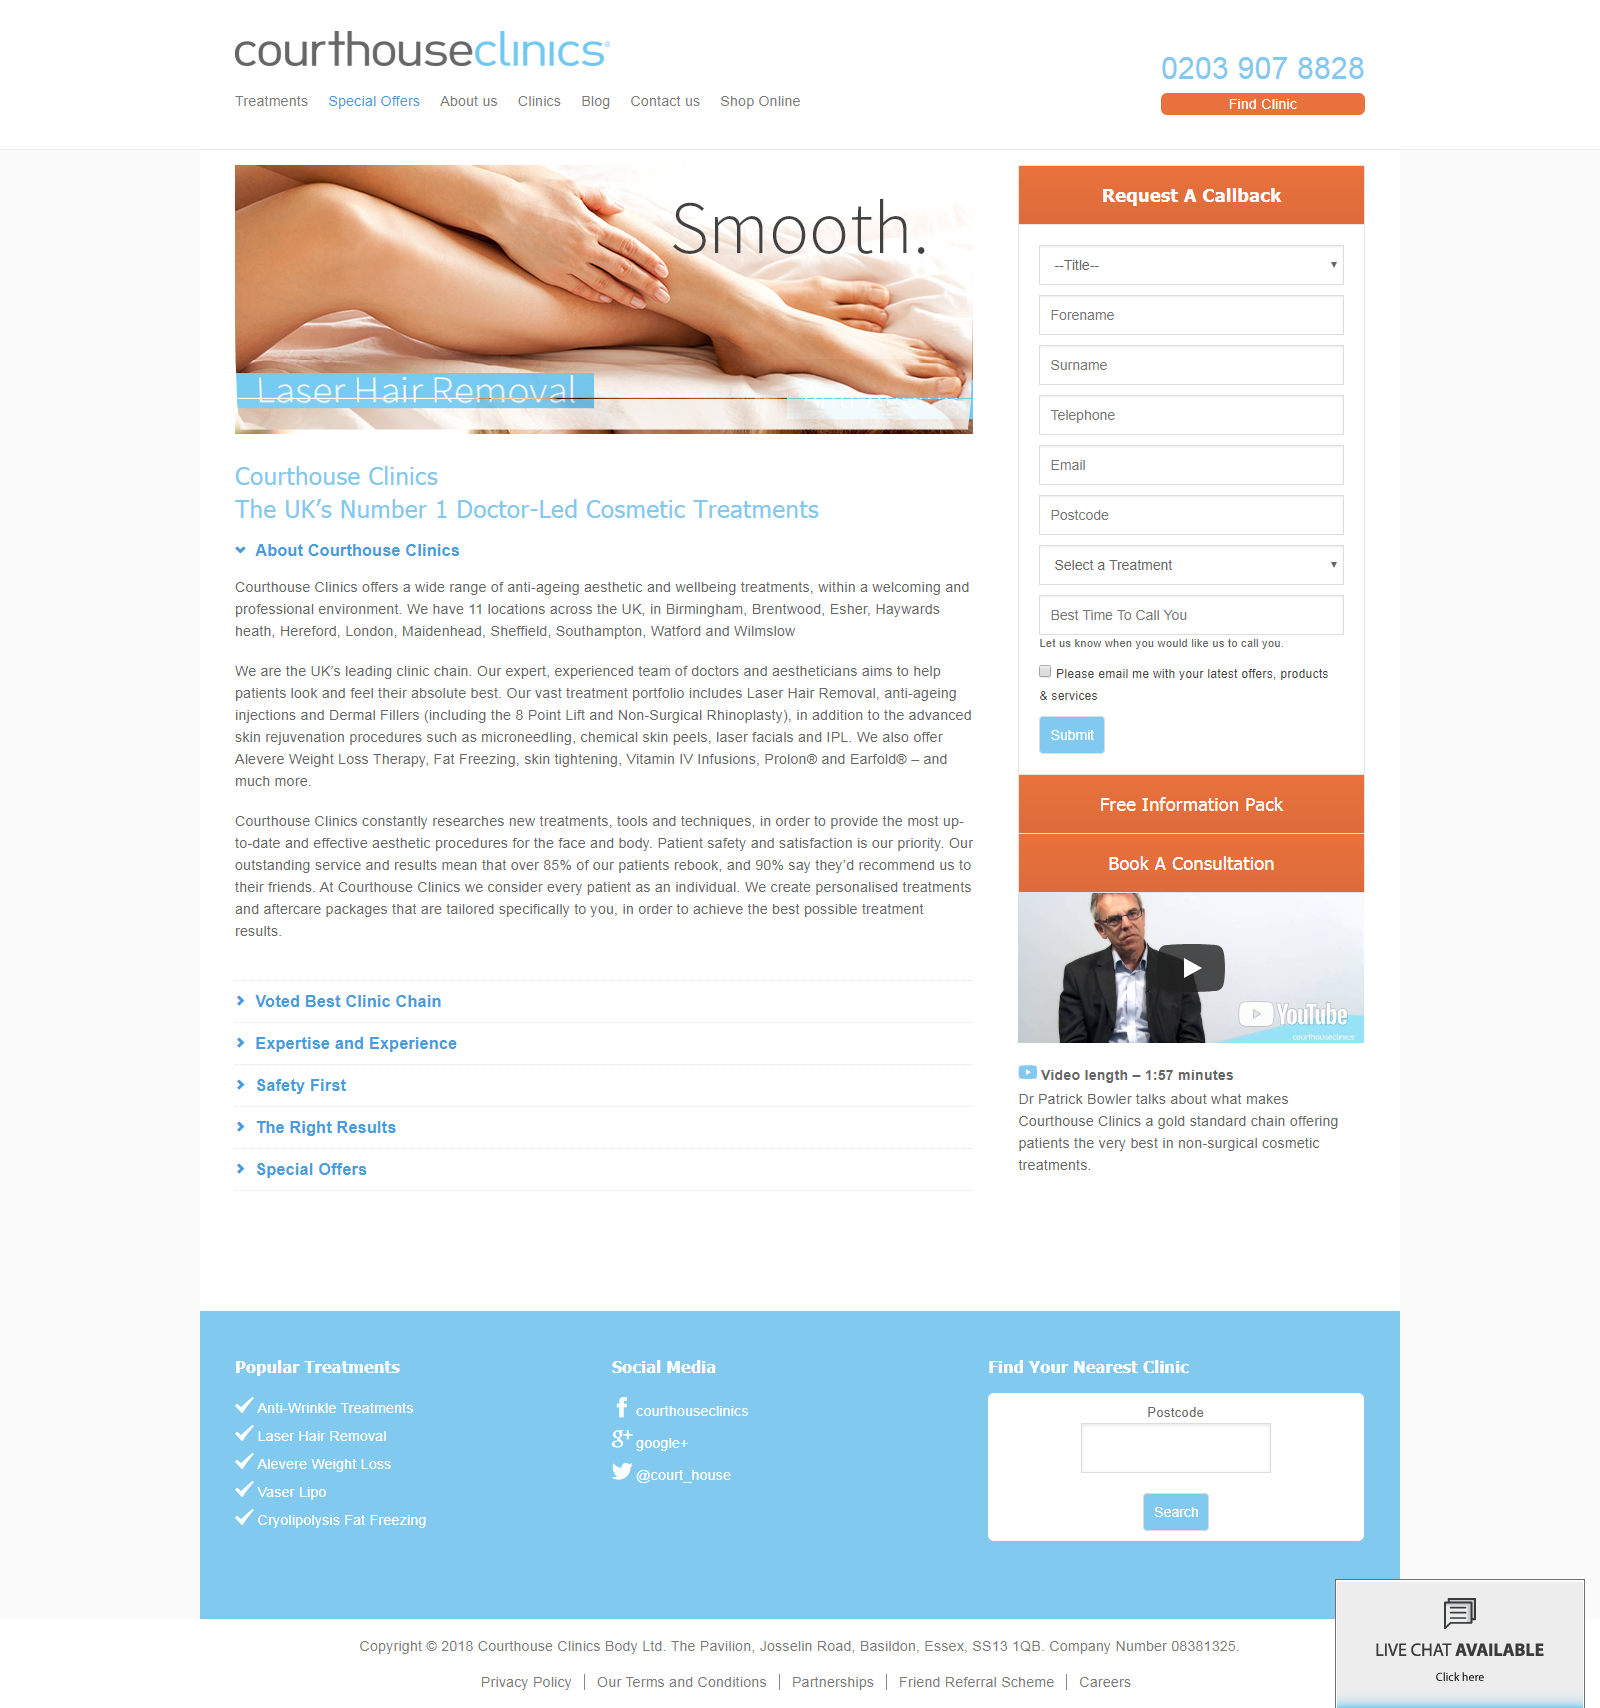 courthouseclinics®
0203 907 8828
Find Clinic
Treatments Special Offers About us Clinics Blog Contact us Shop Online
Smooth.
Laser Hair Removal
Courthouse Clinics
The UK’s Number 1 Doctor-Led Cosmetic Treatments
About Courthouse Clinics
Courthouse Clinics offers a wide range of anti-ageing aesthetic and wellbeing treatments, within a welcoming and
professional environment. We have 11 locations across the UK, in Birmingham, Brentwood, Esher, Haywards
heath, Hereford, London, Maidenhead, Sheffield, Southampton, Watford and Wilmslow
We are the UK’s leading clinic chain. Our expert, experienced team of doctors and aestheticians aims to help
patients look and feel their absolute best. Our vast treatment portfolio includes Laser Hair Removal, anti-ageing
injections and Dermal Fillers (including the 8 Point Lift and Non-Surgical Rhinoplasty), in addition to the advanced
skin rejuvenation procedures such as microneedling, chemical skin peels, laser facials and IPL. We also offer
Alevere Weight Loss Therapy, Fat Freezing, skin tightening, Vitamin IV Infusions, Prolon® and Earfold® – and
much more.
Courthouse Clinics constantly researches new treatments, tools and techniques, in order to provide the most up-
to-date and effective aesthetic procedures for the face and body. Patient safety and satisfaction is our priority. Our
outstanding service and results mean that over 85% of our patients rebook, and 90% say they’d recommend us to
their friends. At Courthouse Clinics we consider every patient as an individual. We create personalised treatments
and aftercare packages that are tailored specifically to you, in order to achieve the best possible treatment
results.
Voted Best Clinic Chain
Expertise and Experience
Safety First
The Right Results
Special Offers
Request A Callback
--Title--
Forename
Surname
Telephone
Email
Postcode
Select a Treatment
Best Time To Call You
Let us know when you would like us to call you.
Please email me with your latest offers, products
& services
Submit
Free Information Pack
Book A Consultation
YouTube
courthouseclinics
Video length – 1:57 minutes
Dr Patrick Bowler talks about what makes
Courthouse Clinics a gold standard chain offering
patients the very best in non-surgical cosmetic
treatments.
Popular Treatments
Anti-Wrinkle Treatments
Laser Hair Removal
Alevere Weight Loss
Vaser Lipo
Cryolipolysis Fat Freezing
Social Media
courthouseclinics
google+
@court_house
Find Your Nearest Clinic
Postcode
Search
LIVE CHAT AVAILABLE
Click here
Copyright © 2018 Courthouse Clinics Body Ltd. The Pavilion, Josselin Road, Basildon, Essex, SS13 1QB. Company Number 08381325.
Privacy Policy | Our Terms and Conditions | Partnerships | Friend Referral Scheme | Careers